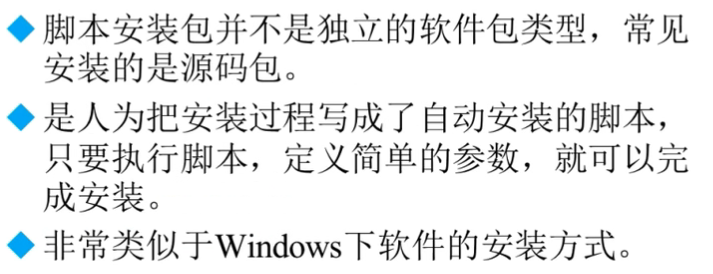 脚本安装包并不是独立的软件包类型，常见
安装的是源码包。
是人为把安装过程写成了自动安装的脚本，
只要执行脚本，定义简单的参数，就可以完
成安装。
非常类似于Windows下软件的安装方式。